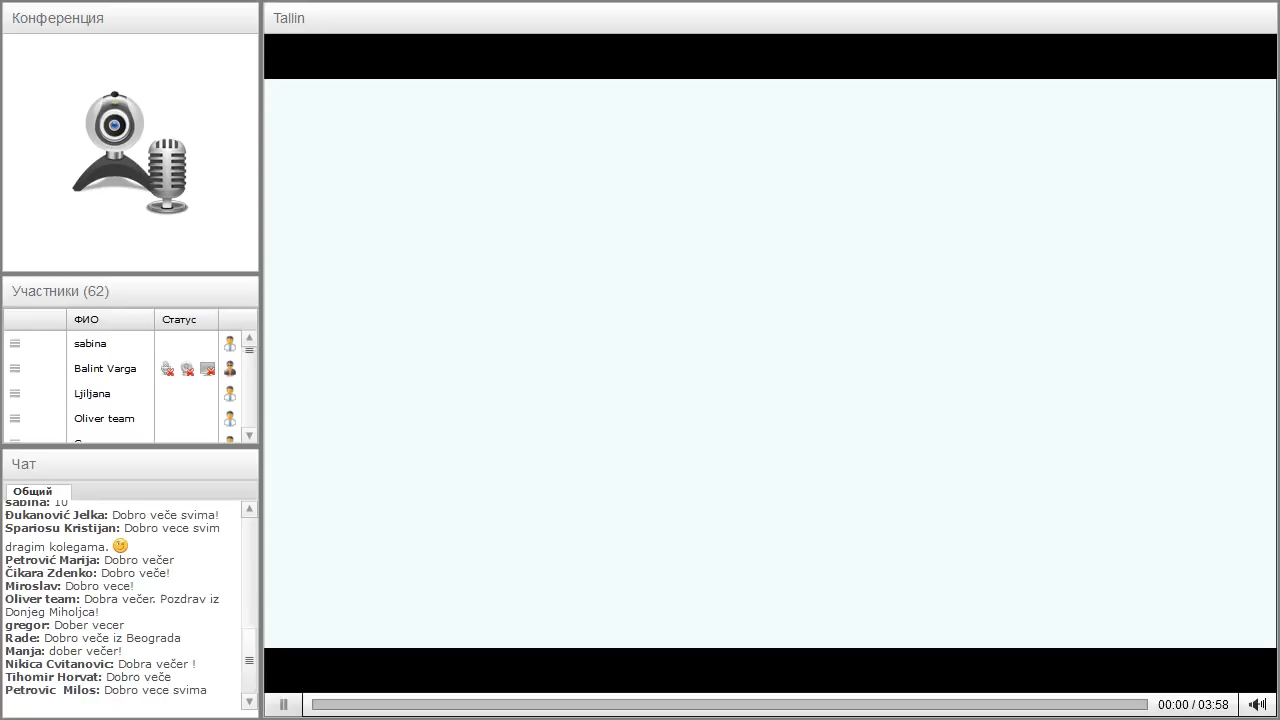 Конференция
Tallin
Участники (62)
ФИО Статус
sabina
Balint Varga
Ljiljana
Oliver team
Чат
Общий
sabina: 10
Đukanović Jelka: Dobro veče svima!
Spariosu Kristijan: Dobro vece svim
dragim kolegama.
Petrović Marija: Dobro večer
Čikara Zdenko: Dobro veče!
Miroslav: Dobro vece!
Oliver team: Dobra večer. Pozdrav iz
Donjeg Miholjca!
gregor: Dober vecer
Rade: Dobro veče iz Beograda
Manja: dober večer!
Nikica Cvitanovic: Dobra večer !
Tihomir Horvat: Dobro veče
Petrovic Milos: Dobro vece svima
00:00 / 03:58